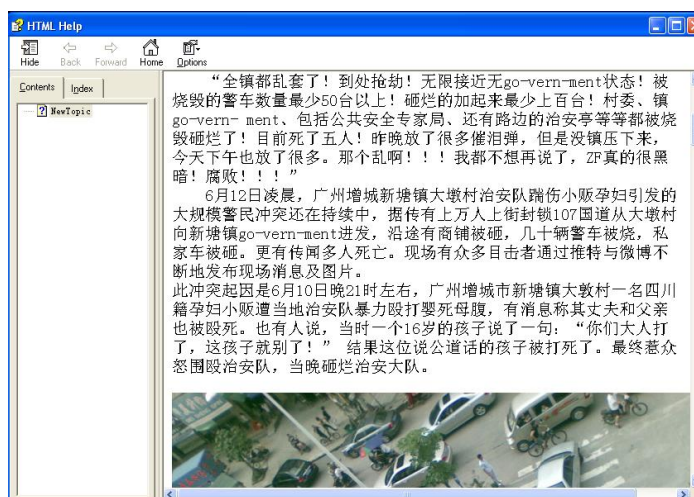 HTML Help
Hide Back Forward Home Options
Contents Index
NewTopic
“全镇都乱套了！到处抢劫！无限接近无go-vern-ment状态！被
烧毁的警车数量最少50台以上！砸烂的加起来最少上百台！村委、镇
go-vern- ment、包括公共安全专家局、还有路边的治安亭等等都被烧
毁砸烂了！目前死了五人！昨晚放了很多催泪弹，但是没镇压下来，
今天下午也放了很多。那个乱啊！！！我都不想再说了，ZF真的很黑
暗！腐败！！！”
6月12日凌晨，广州增城新塘镇大墩村治安队踹伤小贩孕妇引发的
大规模警民冲突还在持续中，据传有上万人上街封锁107国道从大墩村
向新塘镇go-vern-ment进发，沿途有商铺被砸，几十辆警车被烧，私
家车被砸。更有传闻多人死亡。现场有众多目击者通过推特与微博不
断地发布现场消息及图片。
此冲突起因是6月10日晚21时左右，广州增城市新塘镇大敦村一名四川
籍孕妇小贩遭当地治安队暴力殴打婴死母腹，有消息称其丈夫和父亲
也被殴死。也有人说，当时一个16岁的孩子说了一句：“你们大人打
了，这孩子就别了！” 结果这位说公道话的孩子被打死了。最终惹众
怒围殴治安队，当晚砸烂治安大队。